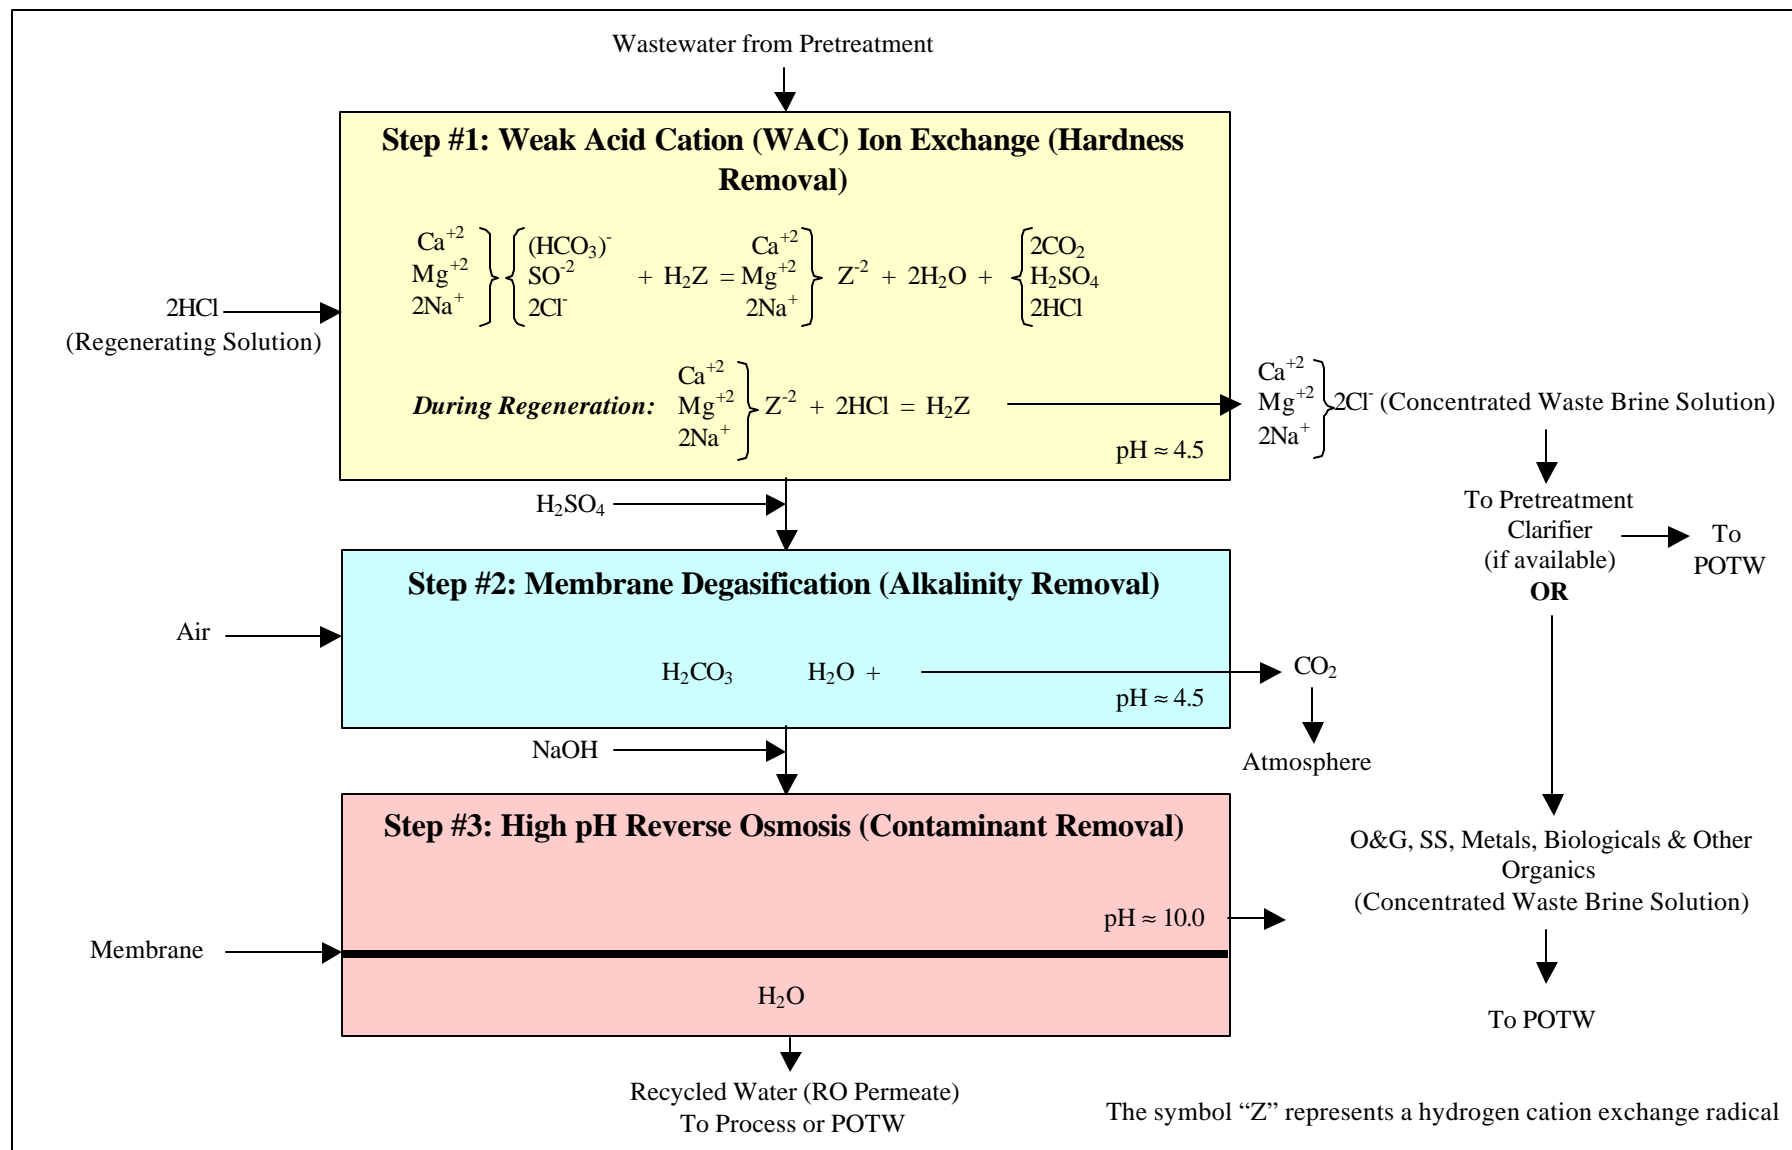 Wastewater from Pretreatment
Step #1: Weak Acid Cation (WAC) Ion Exchange (Hardness
Removal)
Ca⁺² (HCO₃)⁻ Ca⁺² 2CO₂
Mg⁺² SO⁻² + H₂Z = Mg⁺² Z⁻² + 2H₂O + H₂SO₄
2Na⁺ 2Cl⁻ 2Na⁺ 2HCl
2HCl
(Regenerating Solution)
Ca⁺²
During Regeneration: Mg⁺² Z⁻² + 2HCl = H₂Z
2Na⁺
pH ≈ 4.5
Ca⁺²
Mg⁺² 2Cl⁻ (Concentrated Waste Brine Solution)
2Na⁺
H₂SO₄
To Pretreatment
Clarifier
(if available)
OR
To
POTW
Step #2: Membrane Degasification (Alkalinity Removal)
Air
H₂CO₃ H₂O +
CO₂
pH ≈ 4.5
NaOH
Atmosphere
Step #3: High pH Reverse Osmosis (Contaminant Removal)
O&G, SS, Metals, Biologicals & Other
Organics
(Concentrated Waste Brine Solution)
pH ≈ 10.0
Membrane
H₂O
To POTW
Recycled Water (RO Permeate)
To Process or POTW
The symbol “Z” represents a hydrogen cation exchange radical